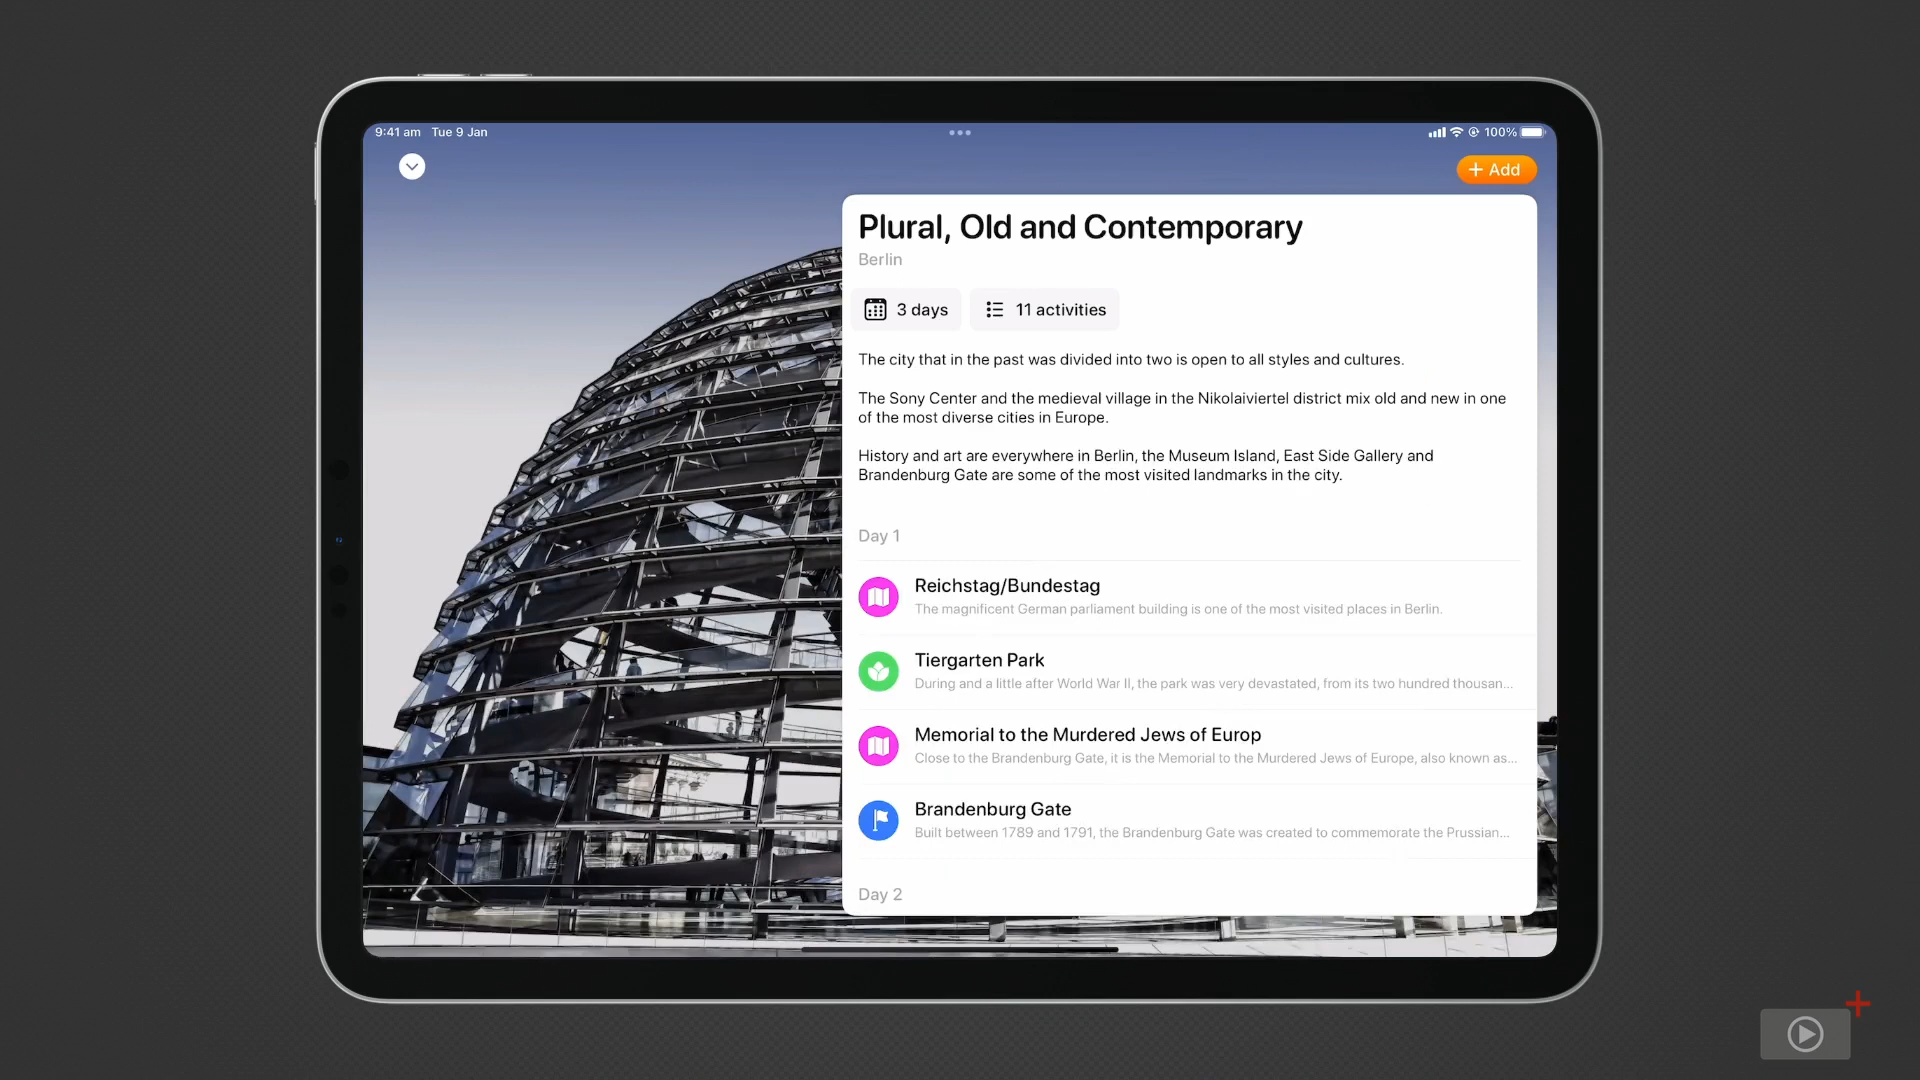 9:41 am Tue 9 Jan
100%
+ Add
Plural, Old and Contemporary
Berlin
3 days
11 activities
The city that in the past was divided into two is open to all styles and cultures.
The Sony Center and the medieval village in the Nikolaiviertel district mix old and new in one
of the most diverse cities in Europe.
History and art are everywhere in Berlin, the Museum Island, East Side Gallery and
Brandenburg Gate are some of the most visited landmarks in the city.
Day 1
Reichstag/Bundestag
The magnificent German parliament building is one of the most visited places in Berlin.
Tiergarten Park
During and a little after World War II, the park was very devastated, from its two hundred thousan...
Memorial to the Murdered Jews of Europ
Close to the Brandenburg Gate, it is the Memorial to the Murdered Jews of Europe, also known as...
Brandenburg Gate
Built between 1789 and 1791, the Brandenburg Gate was created to commemorate the Prussian...
Day 2